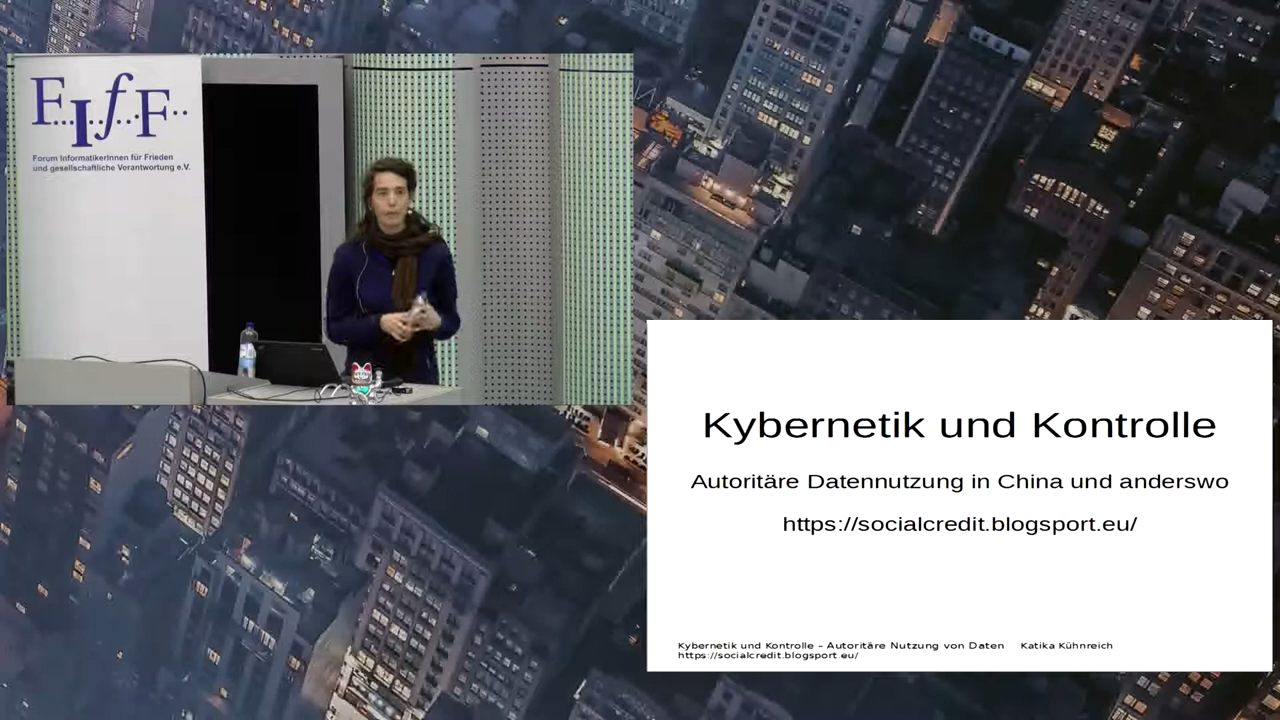 F..I..f..F..
Forum InformatikerInnen für Frieden
und gesellschaftliche Verantwortung e.V.
Kybernetik und Kontrolle
Autoritäre Datennutzung in China und anderswo
https://socialcredit.blogsport.eu/
Kybernetik und Kontrolle – Autoritäre Nutzung von Daten Katika Kühnreich
https://socialcredit.blogsport.eu/